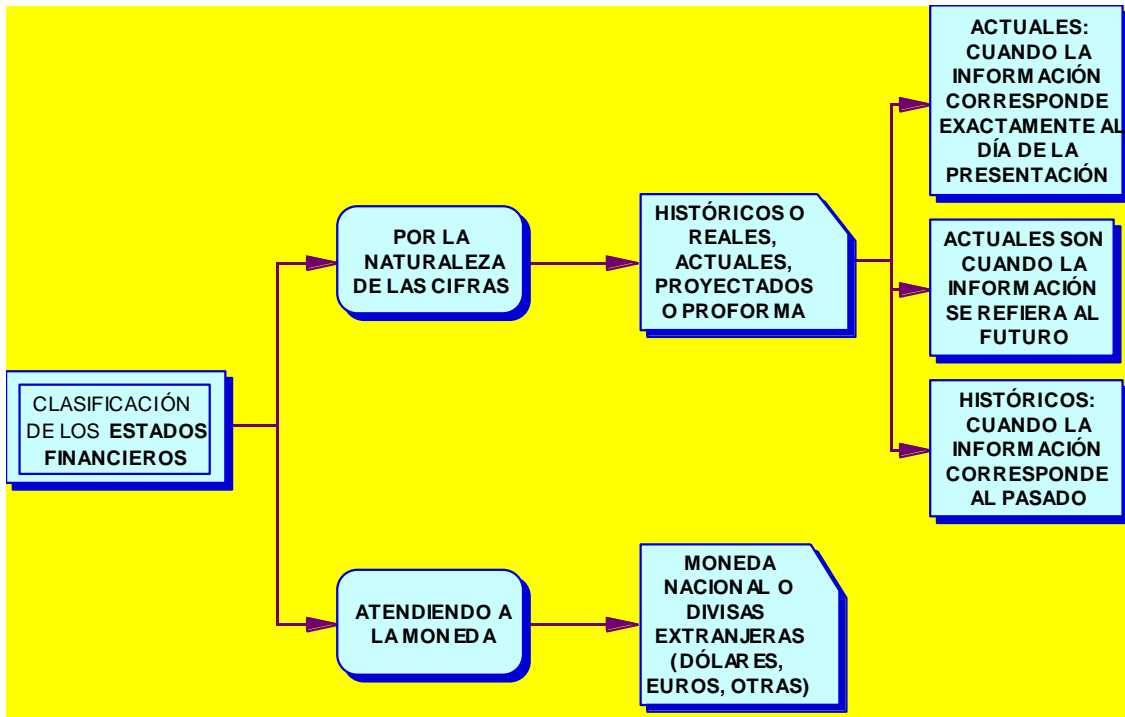 CLASIFICACIÓN
DE LOS ESTADOS
FINANCIEROS
POR LA
NATURALEZA
DE LAS CIFRAS
HISTÓRICOS O
REALES,
ACTUALES,
PROYECTADOS
O PROFORMA
ACTUALES:
CUANDO LA
INFORMACIÓN
CORRESPONDE
EXACTAMENTE AL
DÍA DE LA
PRESENTACIÓN
ACTUALES SON
CUANDO LA
INFORMACIÓN
SE REFIERA AL
FUTURO
HISTÓRICOS:
CUANDO LA
INFORMACIÓN
CORRESPONDE
AL PASADO
ATENDIENDO A
LA MONEDA
MONEDA
NACIONAL O
DIVISAS
EXTRANJERAS
(DÓLARES,
EUROS, OTRAS)